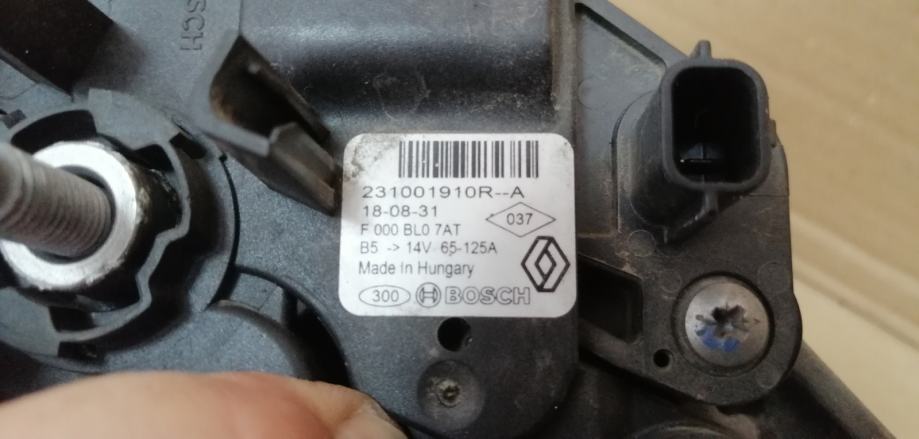 BOSCH
231001910R--A
18-08-31
037
F 000 BL0 7AT
B5 -> 14V 65-125A
Made In Hungary
300 BOSCH